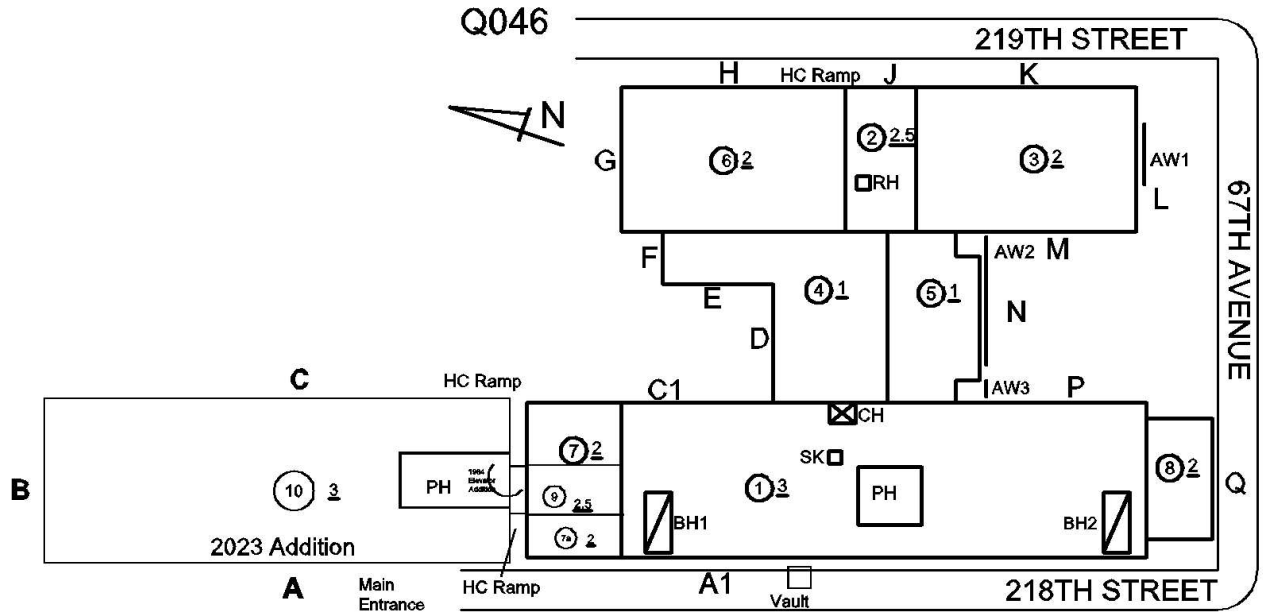 Q046
219TH STREET
H
HC Ramp
J
K
N
G
6 2
2 2.5
3 2
AW1
RH
L
67TH AVENUE
F
AW2
M
E
4 1
5 1
N
D
C
HC Ramp
C1
AW3
P
CH
7 2
SK
8 2
B
10 3
PH
1964
Elevator
Addition
9 2.5
1 3
PH
Q
BH1
BH2
2023 Addition
7a 2
A
Main
Entrance
HC Ramp
A1
Vault
218TH STREET